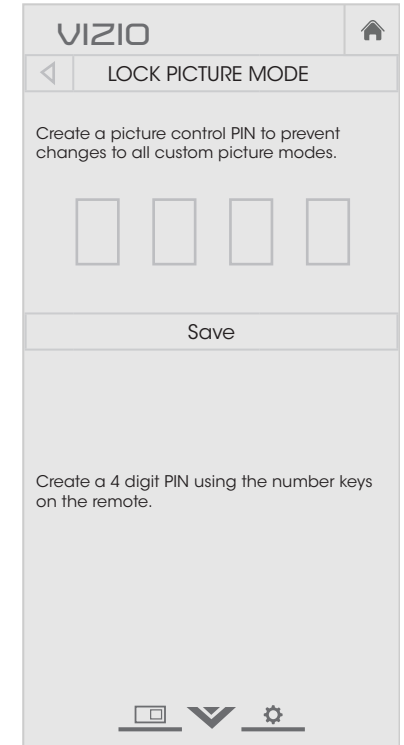 VIZIO
LOCK PICTURE MODE
Create a picture control PIN to prevent
changes to all custom picture modes.
Save
Create a 4 digit PIN using the number keys
on the remote.